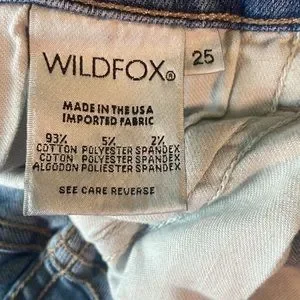 WILDFOX®
25
MADE IN THE USA
IMPORTED FABRIC
93% 5% 2%
COTTON POLYESTER SPANDEX
COTON POLYESTER SPANDEX
ALGODON POLIESTER SPANDEX
SEE CARE REVERSE